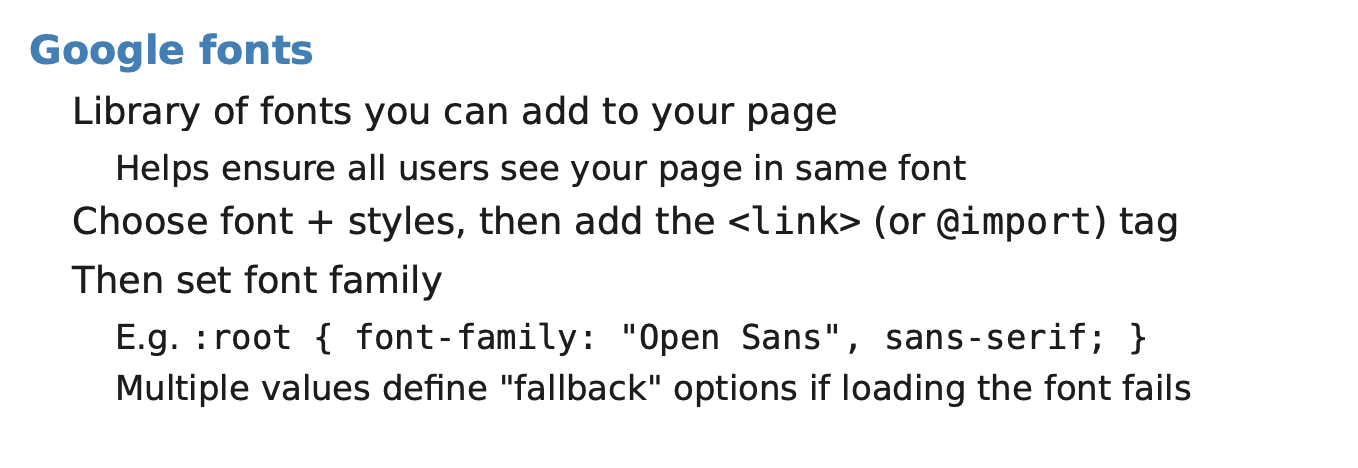 Google fonts
Library of fonts you can add to your page
Helps ensure all users see your page in same font
Choose font + styles, then add the <link> (or @import) tag
Then set font family
E.g. :root { font-family: "Open Sans", sans-serif; }
Multiple values define "fallback" options if loading the font fails